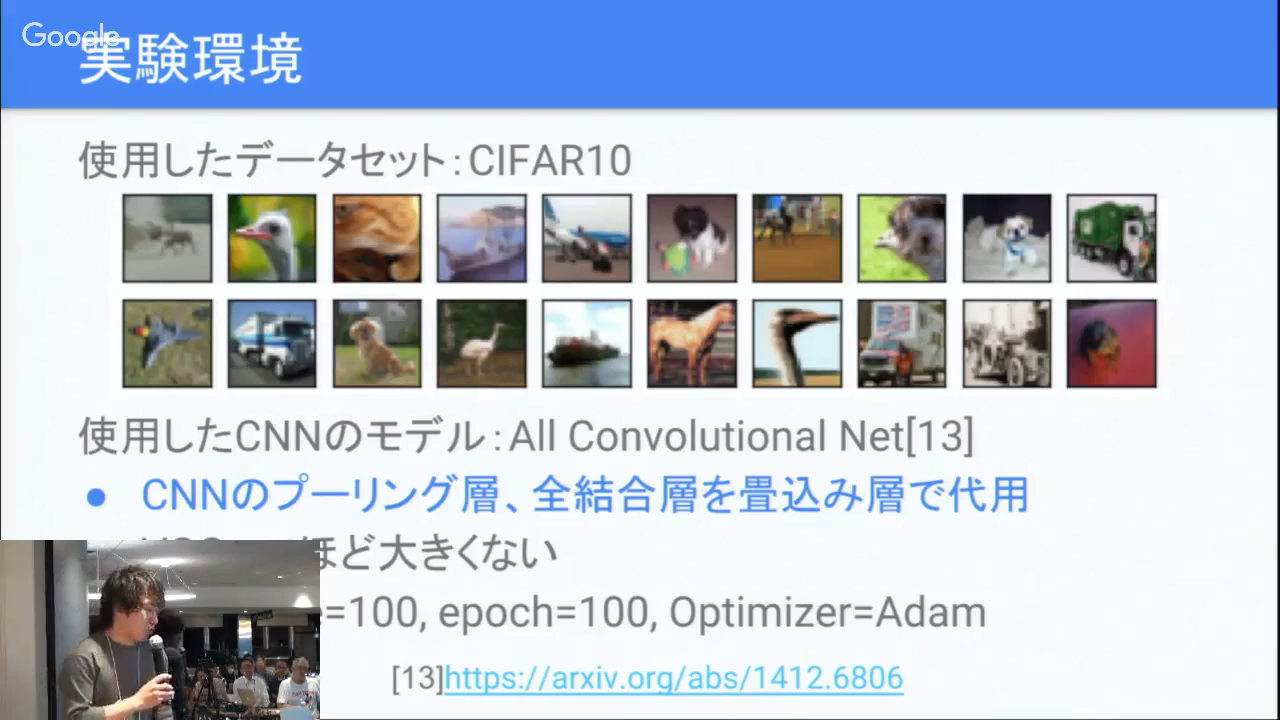 Google
実験環境
使用したデータセット：CIFAR10
使用したCNNのモデル：All Convolutional Net[13]
● CNNのプーリング層、全結合層を畳込み層で代用
ほど大きくない
=100, epoch=100, Optimizer=Adam
[13]https://arxiv.org/abs/1412.6806